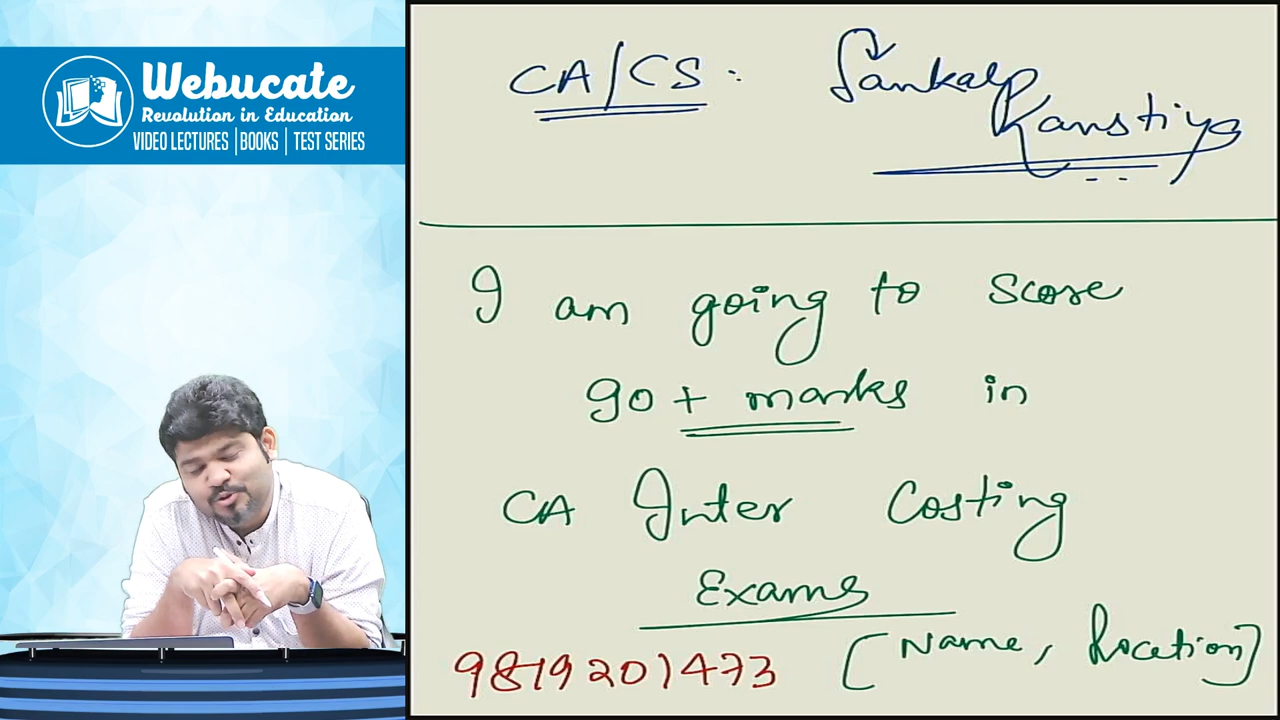 Webucate
Revolution in Education
VIDEO LECTURES | BOOKS | TEST SERIES
CA/CS: Sankalp
Kanstiya
I am going to score
90+ marks in
CA Inter Costing
Exams
9819201473 [Name, Location]